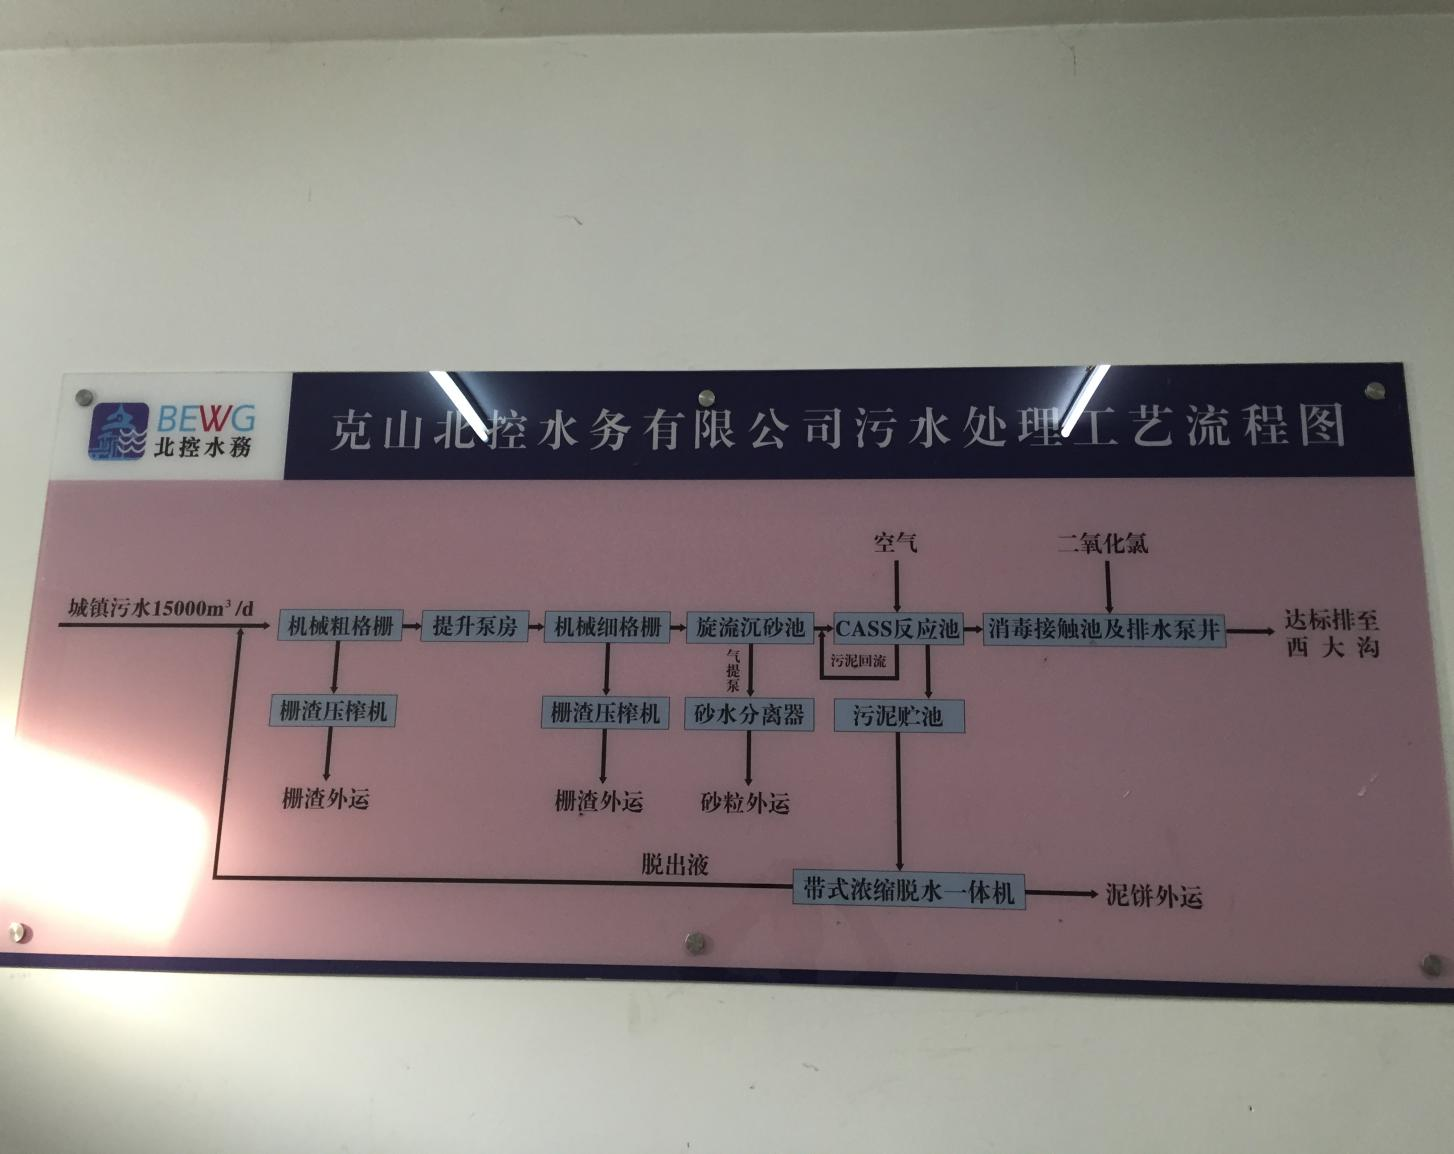 BEWG
北控水務
克山北控水务有限公司污水处理工艺流程图
空气
二氧化氯
城镇污水15000m³/d
机械粗格栅
提升泵房
机械细格栅
旋流沉砂池
CASS反应池
消毒接触池及排水泵井
达标排至
西大沟
气提泵
污泥回流
栅渣压榨机
栅渣压榨机
砂水分离器
污泥贮池
栅渣外运
栅渣外运
砂粒外运
脱出液
带式浓缩脱水一体机
泥饼外运